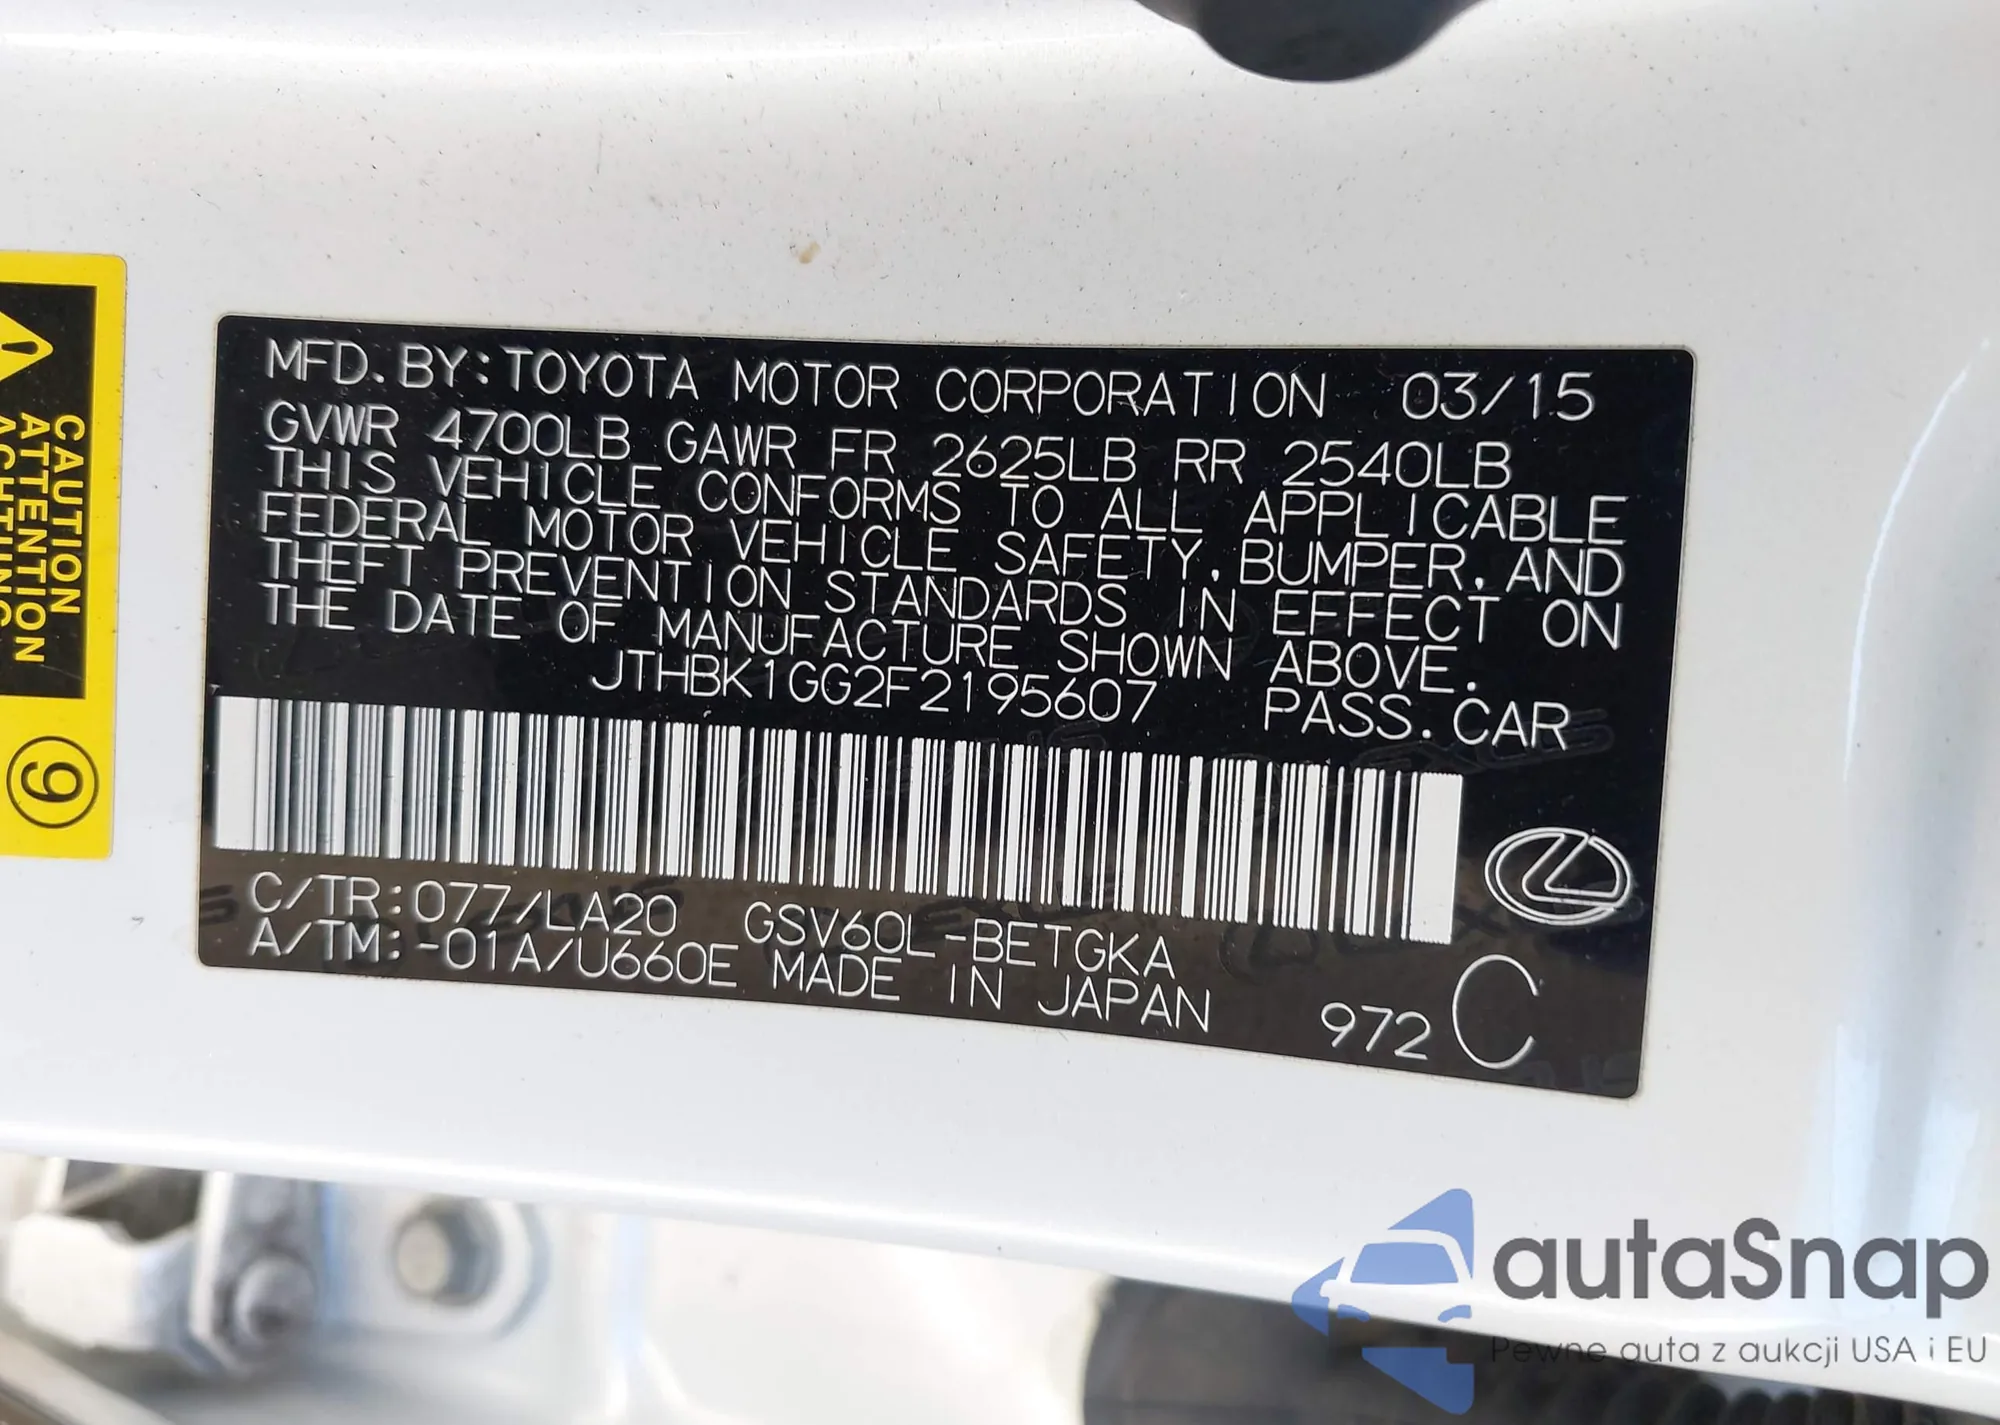 MFD. BY: TOYOTA MOTOR CORPORATION 03/15
GVWR 4700LB GAWR FR 2625LB RR 2540LB
THIS VEHICLE CONFORMS TO ALL APPLICABLE
FEDERAL MOTOR VEHICLE SAFETY, BUMPER, AND
THEFT PREVENTION STANDARDS IN EFFECT ON
THE DATE OF MANUFACTURE SHOWN ABOVE.
JTHBK1GG2F2195607 PASS. CAR
C/TR: 077/LA20 GSV60L-BETGKA
A/TM: -01A/U660E MADE IN JAPAN 972 C
CAUTION
ATTENTION
ACHTUNG
9
autaSnap
Pewne auta z aukcji USA i EU